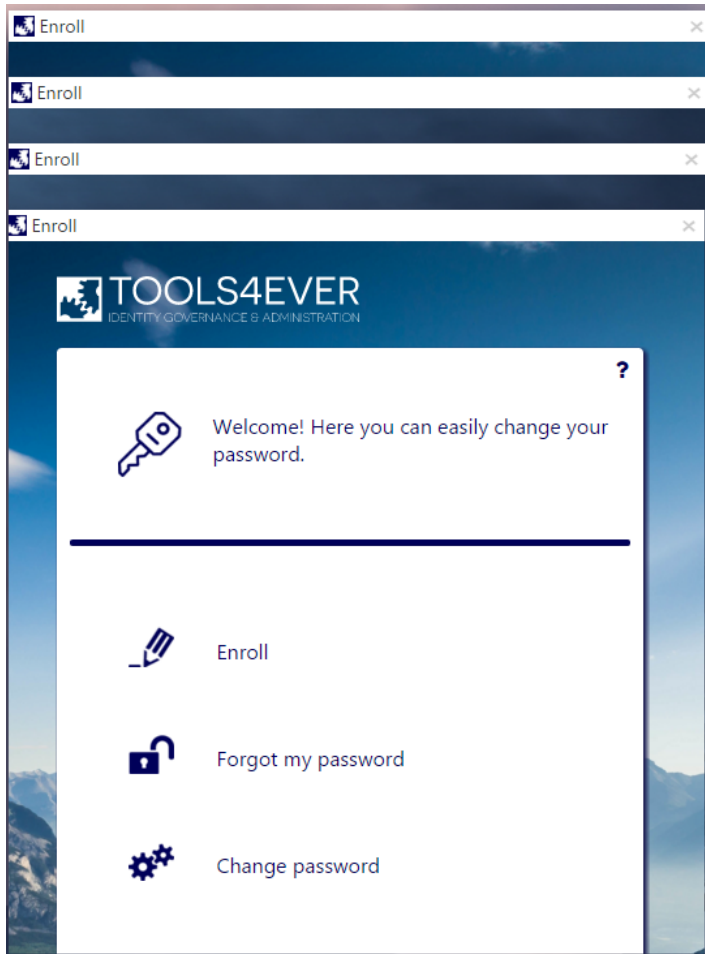 Enroll
Enroll
Enroll
Enroll
TOOLS4EVER
IDENTITY GOVERNANCE & ADMINISTRATION
?
Welcome! Here you can easily change your
password.
Enroll
Forgot my password
Change password